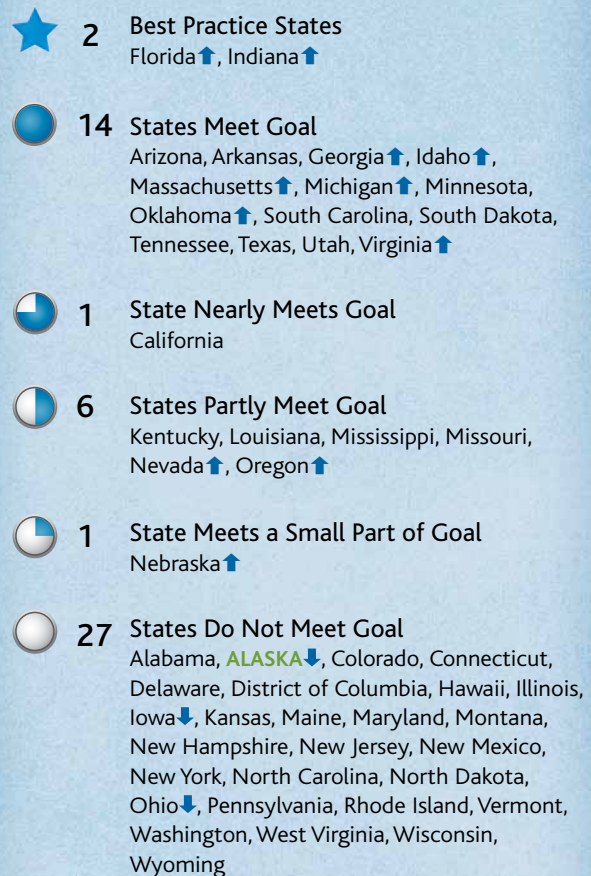 2 Best Practice States
Florida⬆, Indiana⬆
14 States Meet Goal
Arizona, Arkansas, Georgia⬆, Idaho⬆,
Massachusetts⬆, Michigan⬆, Minnesota,
Oklahoma⬆, South Carolina, South Dakota,
Tennessee, Texas, Utah, Virginia⬆
1 State Nearly Meets Goal
California
6 States Partly Meet Goal
Kentucky, Louisiana, Mississippi, Missouri,
Nevada⬆, Oregon⬆
1 State Meets a Small Part of Goal
Nebraska⬆
27 States Do Not Meet Goal
Alabama, ALASKA⬇, Colorado, Connecticut,
Delaware, District of Columbia, Hawaii, Illinois,
Iowa⬇, Kansas, Maine, Maryland, Montana,
New Hampshire, New Jersey, New Mexico,
New York, North Carolina, North Dakota,
Ohio⬇, Pennsylvania, Rhode Island, Vermont,
Washington, West Virginia, Wisconsin,
Wyoming